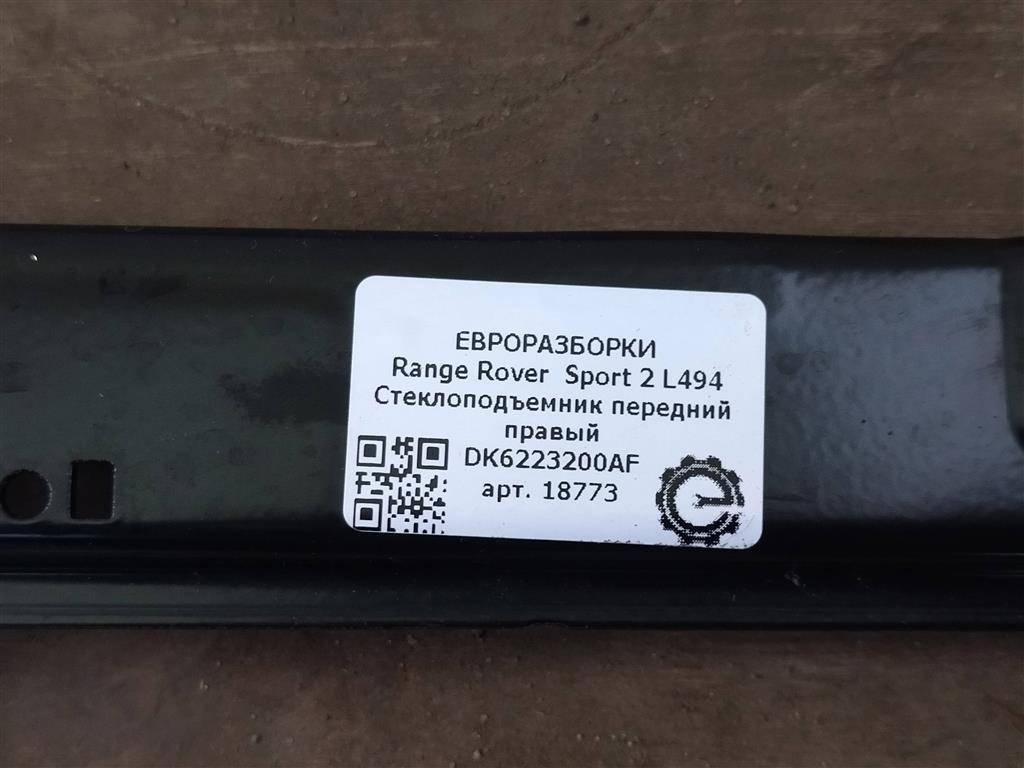 ЕВРОРАЗБОРКИ
Range Rover Sport 2 L494
Стеклоподъемник передний
правый
DK6223200AF
арт. 18773